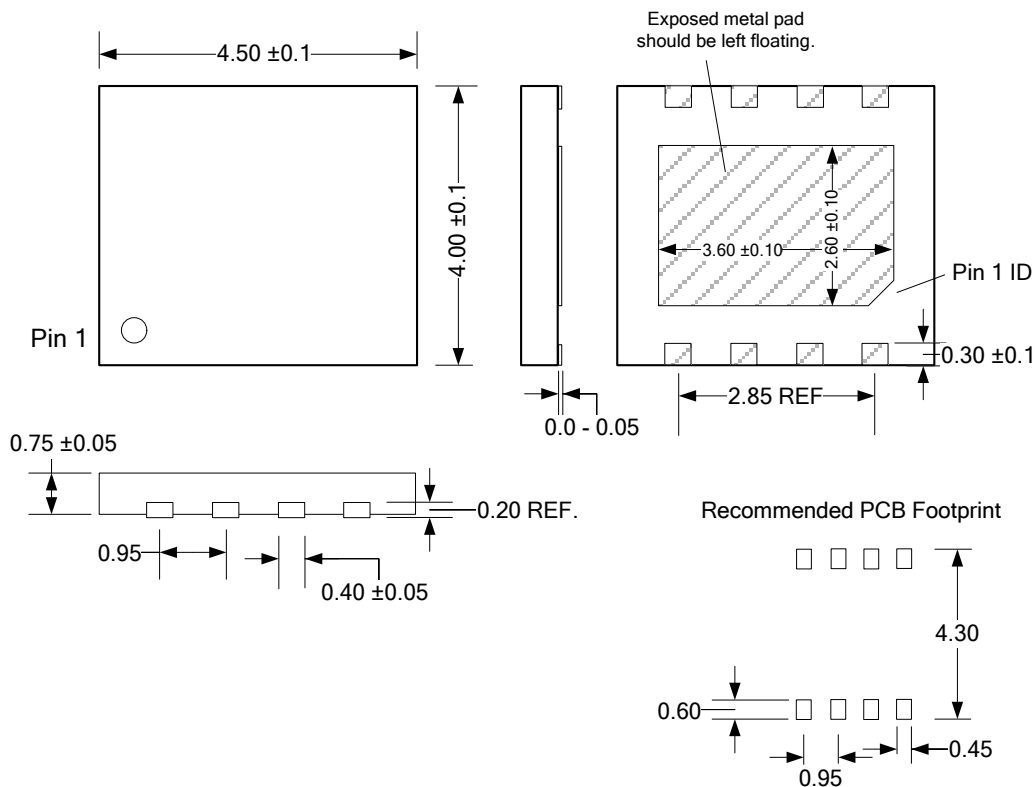 Exposed metal pad
should be left floating.
4.50 ±0.1
4.00 ±0.1
2.60 ±0.10
3.60 ±0.10
Pin 1 ID
Pin 1
0.30 ±0.1
2.85 REF
0.0 - 0.05
0.75 ±0.05
0.20 REF.
0.95
0.40 ±0.05
Recommended PCB Footprint
4.30
0.60
0.45
0.95